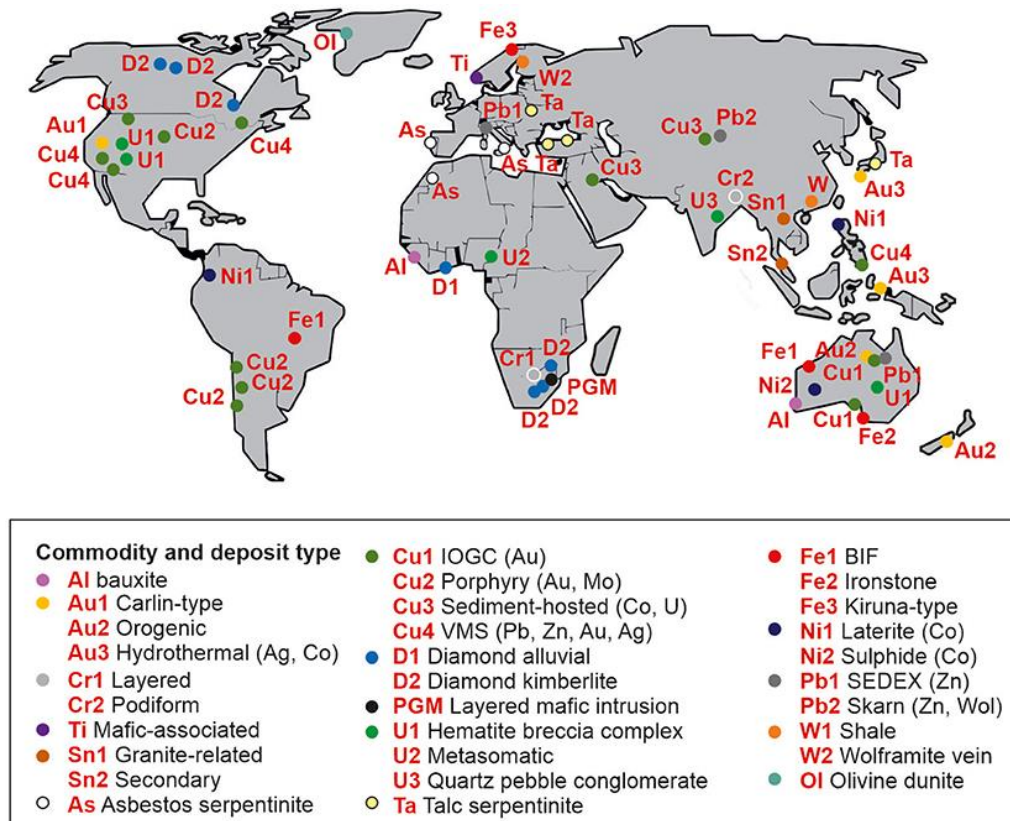 Ol
Fe3
D2
D2
Ti
W2
Cu3
D2
Pb1
Ta
Ta
Cu3
Pb2
Au1
U1
Cu2
Cu4
As
Cu4
U1
As
Ta
Cu3
Ta
Cu4
As
Cr2
W
Au3
U3
Sn1
Ni1
Al
D1
U2
Sn2
Cu4
Ni1
Au3
Fe1
Cr1
D2
Fe1
Au2
Cu2
PGM
Cu1
Pb1
Cu2
Ni2
U1
Cu2
D2
D2
Al
Cu1
Fe2
Au2
Commodity and deposit type
Al bauxite
Au1 Carlin-type
Au2 Orogenic
Au3 Hydrothermal (Ag, Co)
Cr1 Layered
Cr2 Podiform
Ti Mafic-associated
Sn1 Granite-related
Sn2 Secondary
As Asbestos serpentinite
Cu1 IOGC (Au)
Cu2 Porphyry (Au, Mo)
Cu3 Sediment-hosted (Co, U)
Cu4 VMS (Pb, Zn, Au, Ag)
D1 Diamond alluvial
D2 Diamond kimberlite
PGM Layered mafic intrusion
U1 Hematite breccia complex
U2 Metasomatic
U3 Quartz pebble conglomerate
Ta Talc serpentinite
Fe1 BIF
Fe2 Ironstone
Fe3 Kiruna-type
Ni1 Laterite (Co)
Ni2 Sulphide (Co)
Pb1 SEDEX (Zn)
Pb2 Skarn (Zn, Wol)
W1 Shale
W2 Wolframite vein
Ol Olivine dunite